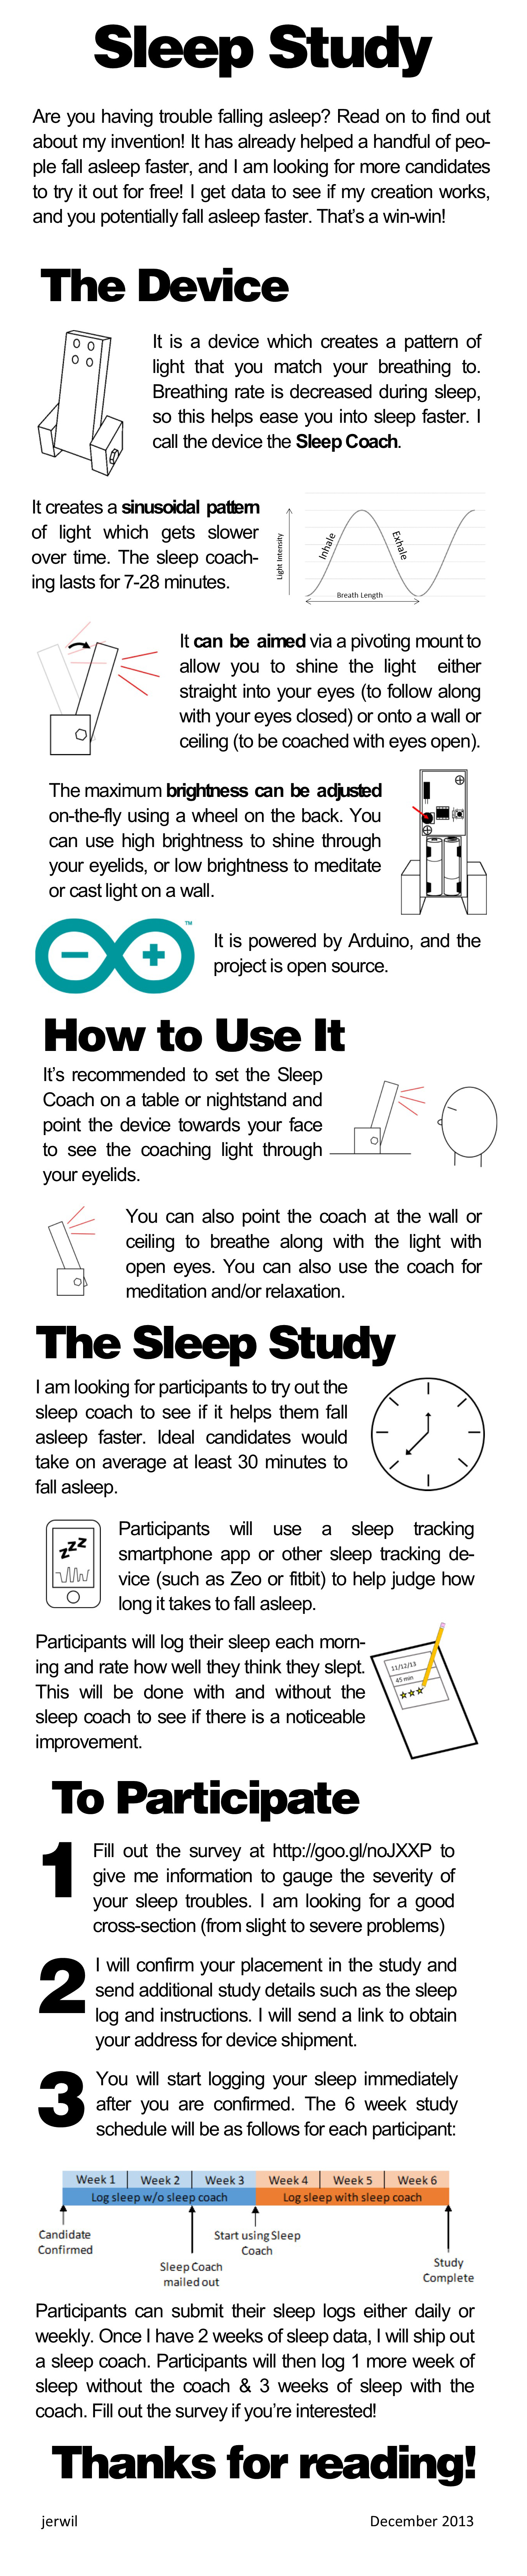 Sleep Study
Are you having trouble falling asleep? Read on to find out
about my invention! It has already helped a handful of peo-
ple fall asleep faster, and I am looking for more candidates
to try it out for free! I get data to see if my creation works,
and you potentially fall asleep faster. That's a win-win!
The Device
It is a device which creates a pattern of
light that you match your breathing to.
Breathing rate is decreased during sleep,
so this helps ease you into sleep faster. I
call the device the Sleep Coach.
It creates a sinusoidal pattern
of light which gets slower
over time. The sleep coach-
ing lasts for 7-28 minutes.
Light Intensity
Inhale
Exhale
Breath Length
It can be aimed via a pivoting mount to
allow you to shine the light either
straight into your eyes (to follow along
with your eyes closed) or onto a wall or
ceiling (to be coached with eyes open).
The maximum brightness can be adjusted
on-the-fly using a wheel on the back. You
can use high brightness to shine through
your eyelids, or low brightness to meditate
or cast light on a wall.
TM
It is powered by Arduino, and the
project is open source.
How to Use It
It's recommended to set the Sleep
Coach on a table or nightstand and
point the device towards your face
to see the coaching light through
your eyelids.
You can also point the coach at the wall or
ceiling to breathe along with the light with
open eyes. You can also use the coach for
meditation and/or relaxation.
The Sleep Study
I am looking for participants to try out the
sleep coach to see if it helps them fall
asleep faster. Ideal candidates would
take on average at least 30 minutes to
fall asleep.
zzz
Participants will use a sleep tracking
smartphone app or other sleep tracking de-
vice (such as Zeo or fitbit) to help judge how
long it takes to fall asleep.
Participants will log their sleep each morn-
ing and rate how well they think they slept.
This will be done with and without the
sleep coach to see if there is a noticeable
improvement.
11/12/13
45 min
To Participate
1
Fill out the survey at http://goo.gl/noJXXP to
give me information to gauge the severity of
your sleep troubles. I am looking for a good
cross-section (from slight to severe problems)
2
I will confirm your placement in the study and
send additional study details such as the sleep
log and instructions. I will send a link to obtain
your address for device shipment.
3
You will start logging your sleep immediately
after you are confirmed. The 6 week study
schedule will be as follows for each participant:
Week 1 Week 2 Week 3 Week 4 Week 5 Week 6
Log sleep w/o sleep coach Log sleep with sleep coach
Candidate
Confirmed
Sleep Coach
mailed out
Start using Sleep
Coach
Study
Complete
Participants can submit their sleep logs either daily or
weekly. Once I have 2 weeks of sleep data, I will ship out
a sleep coach. Participants will then log 1 more week of
sleep without the coach & 3 weeks of sleep with the
coach. Fill out the survey if you're interested!
Thanks for reading!
jerwil December 2013